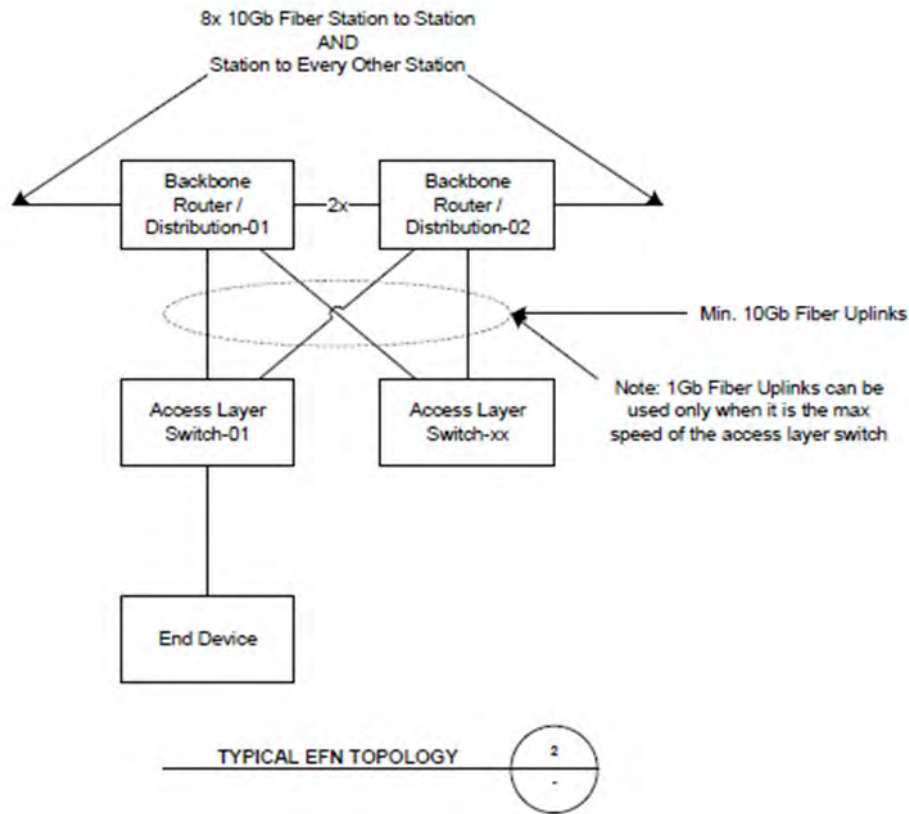 8x 10Gb Fiber Station to Station
AND
Station to Every Other Station
Backbone
Router /
Distribution-01
2x
Backbone
Router /
Distribution-02
Min. 10Gb Fiber Uplinks
Access Layer
Switch-01
Access Layer
Switch-xx
Note: 1Gb Fiber Uplinks can be
used only when it is the max
speed of the access layer switch
End Device
TYPICAL EFN TOPOLOGY
2
-